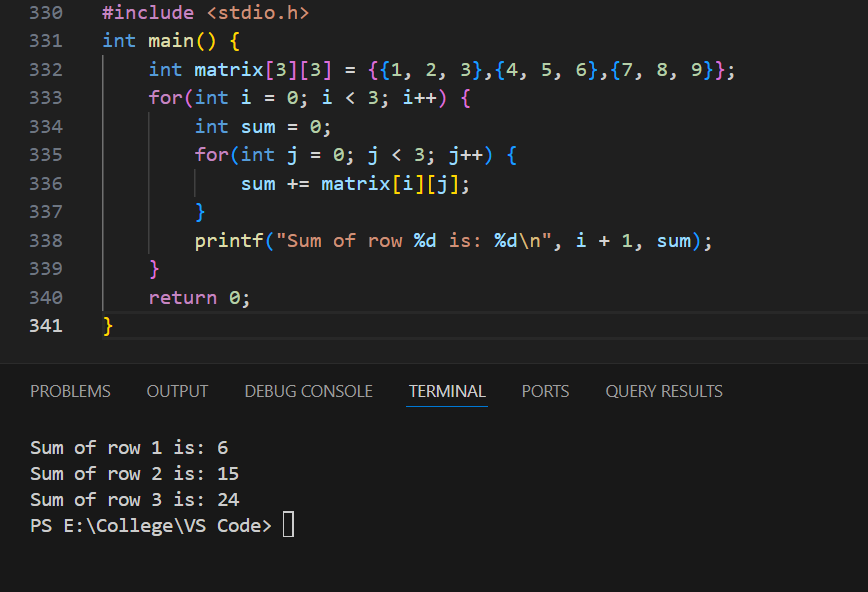 330 #include <stdio.h>
331 int main() {
332     int matrix[3][3] = {{1, 2, 3},{4, 5, 6},{7, 8, 9}};
333     for(int i = 0; i < 3; i++) {
334         int sum = 0;
335         for(int j = 0; j < 3; j++) {
336             sum += matrix[i][j];
337         }
338         printf("Sum of row %d is: %d\n", i + 1, sum);
339     }
340     return 0;
341 }
PROBLEMS OUTPUT DEBUG CONSOLE TERMINAL PORTS QUERY RESULTS
Sum of row 1 is: 6
Sum of row 2 is: 15
Sum of row 3 is: 24
PS E:\College\VS Code>